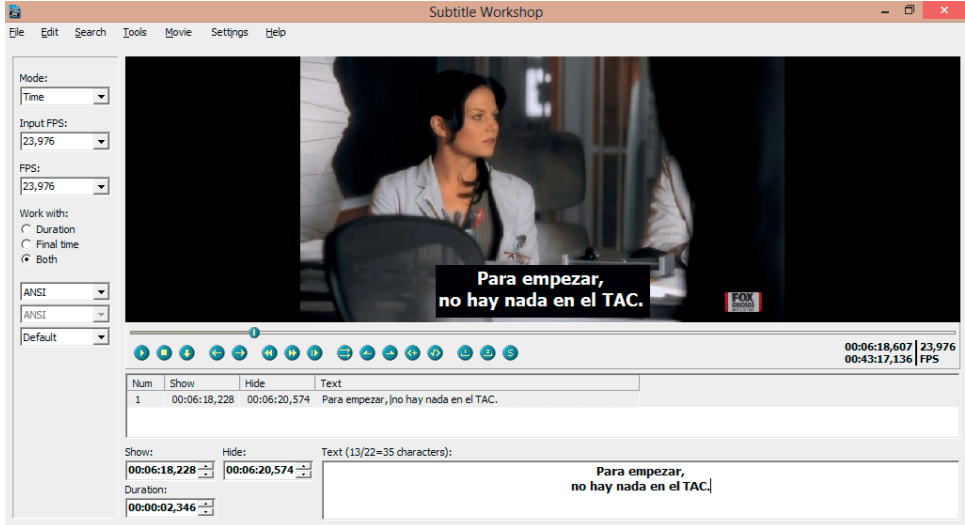 Subtitle Workshop
File Edit Search Tools Movie Settings Help
Mode:
Time
Input FPS:
23,976
FPS:
23,976
Work with:
Duration
Final time
Both
ANSI
ANSI
Default
Para empezar,
no hay nada en el TAC.
FOX
00:06:18,607 23,976
00:43:17,136 FPS
Num Show Hide Text
1 00:06:18,228 00:06:20,574 Para empezar,|no hay nada en el TAC.
Show: Hide: Text (13/22=35 characters):
00:06:18,228 00:06:20,574
Duration:
00:00:02,346
Para empezar,
no hay nada en el TAC.